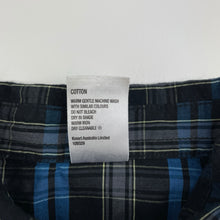 COTTON
WARM GENTLE MACHINE WASH
WITH SIMILAR COLOURS
DO NOT BLEACH
DRY IN SHADE
WARM IRON
DRY CLEANABLE (P)
Kmart Australia Limited